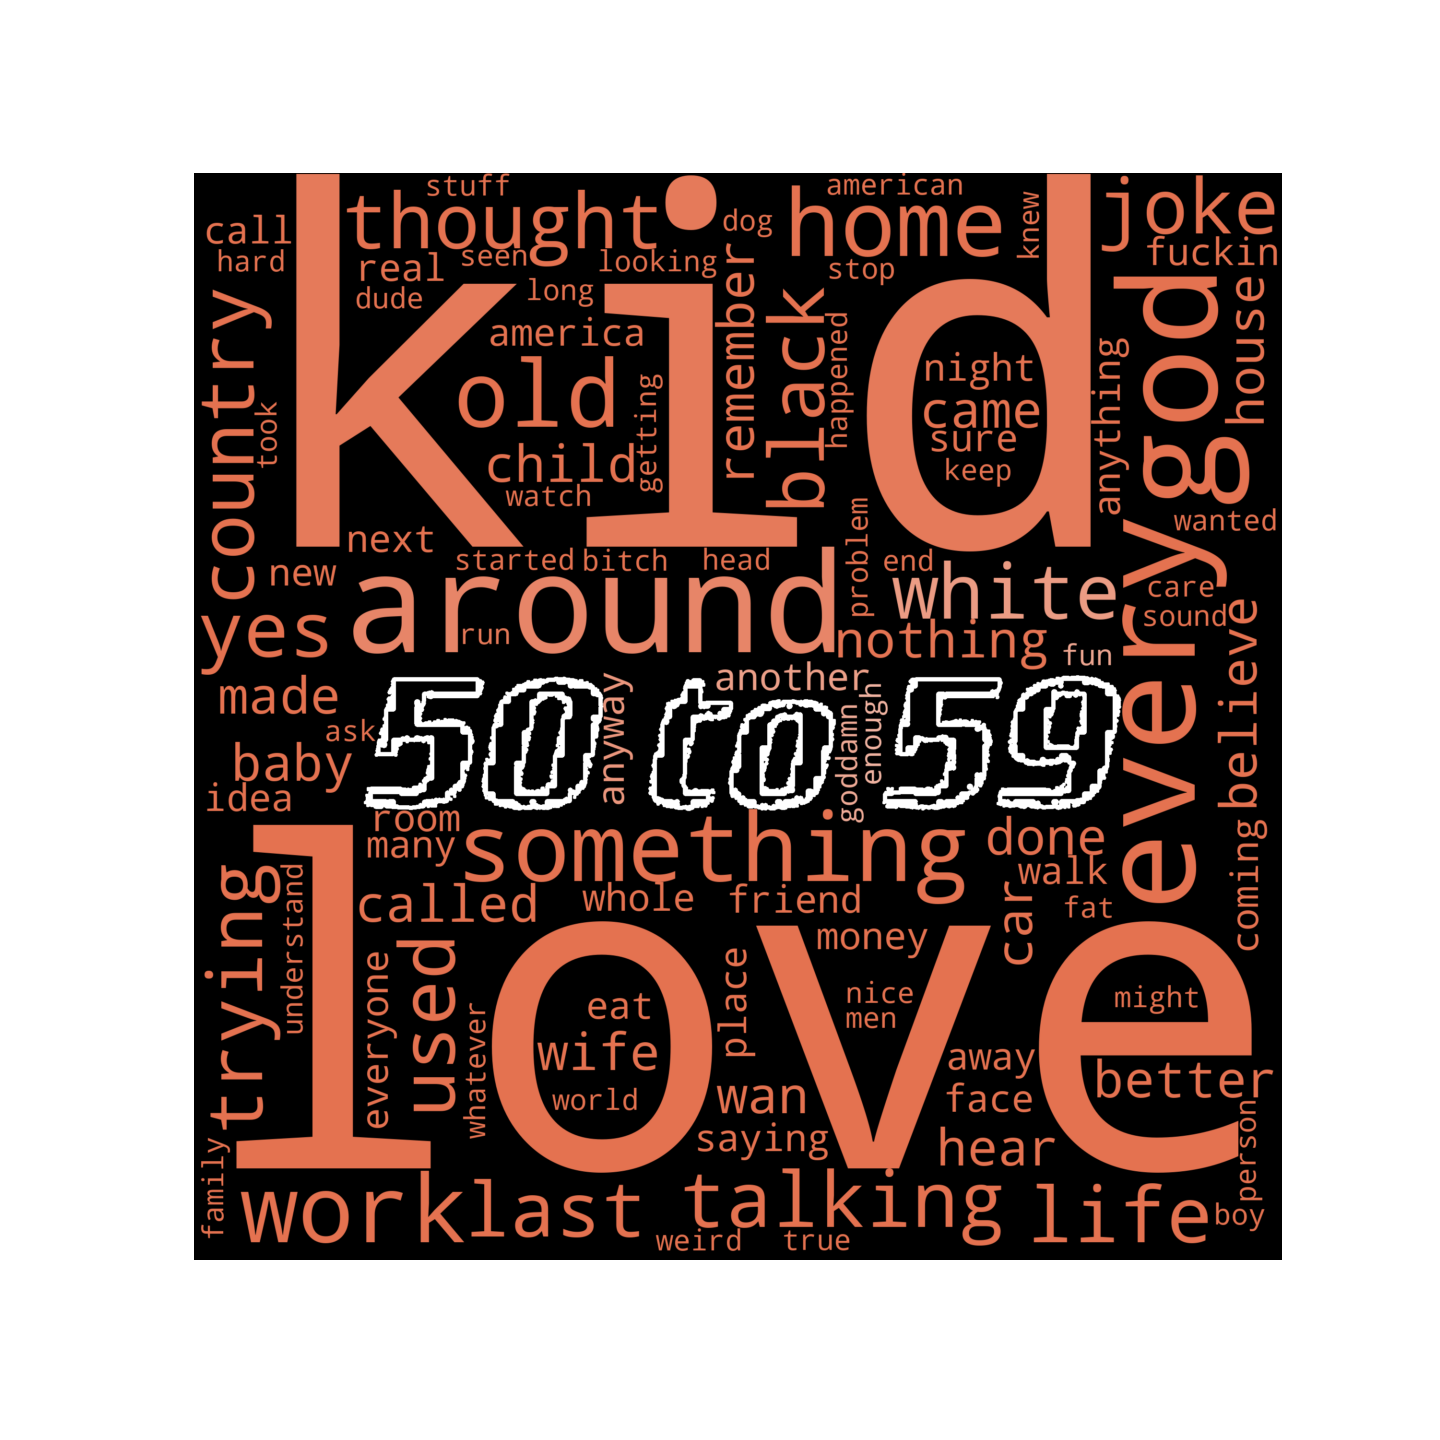 stuff
american
thought
home
joke
call
dog
knew
fuckin
hard
real
seen
looking
stop
dude
long
kid
country
america
remember
black
happened
god
house
night
old
came
anything
took
getting
sure
child
keep
watch
wanted
next
problem
started
bitch
head
end
new
around
white
every
care
yes
run
nothing
sound
believe
fun
made
another
anyway
50 to 59
enough
goddamn
ask
baby
idea
room
many
something
done
coming
trying
understand
called
whole
friend
car
walk
fat
love
used
everyone
money
whatever
eat
place
nice
men
might
wife
away
better
world
wan
face
saying
hear
person
family
work
last
talking
life
boy
weird
true